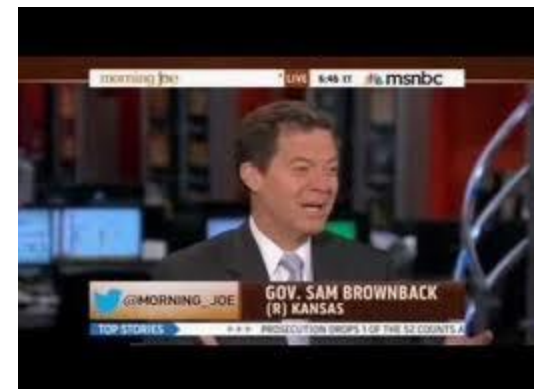 morning joe
LIVE 6:46 ET msnbc
@MORNING_JOE
GOV. SAM BROWNBACK
(R) KANSAS
TOP STORIES PROSECUTION DROPS 1 OF THE 52 COUNTS A